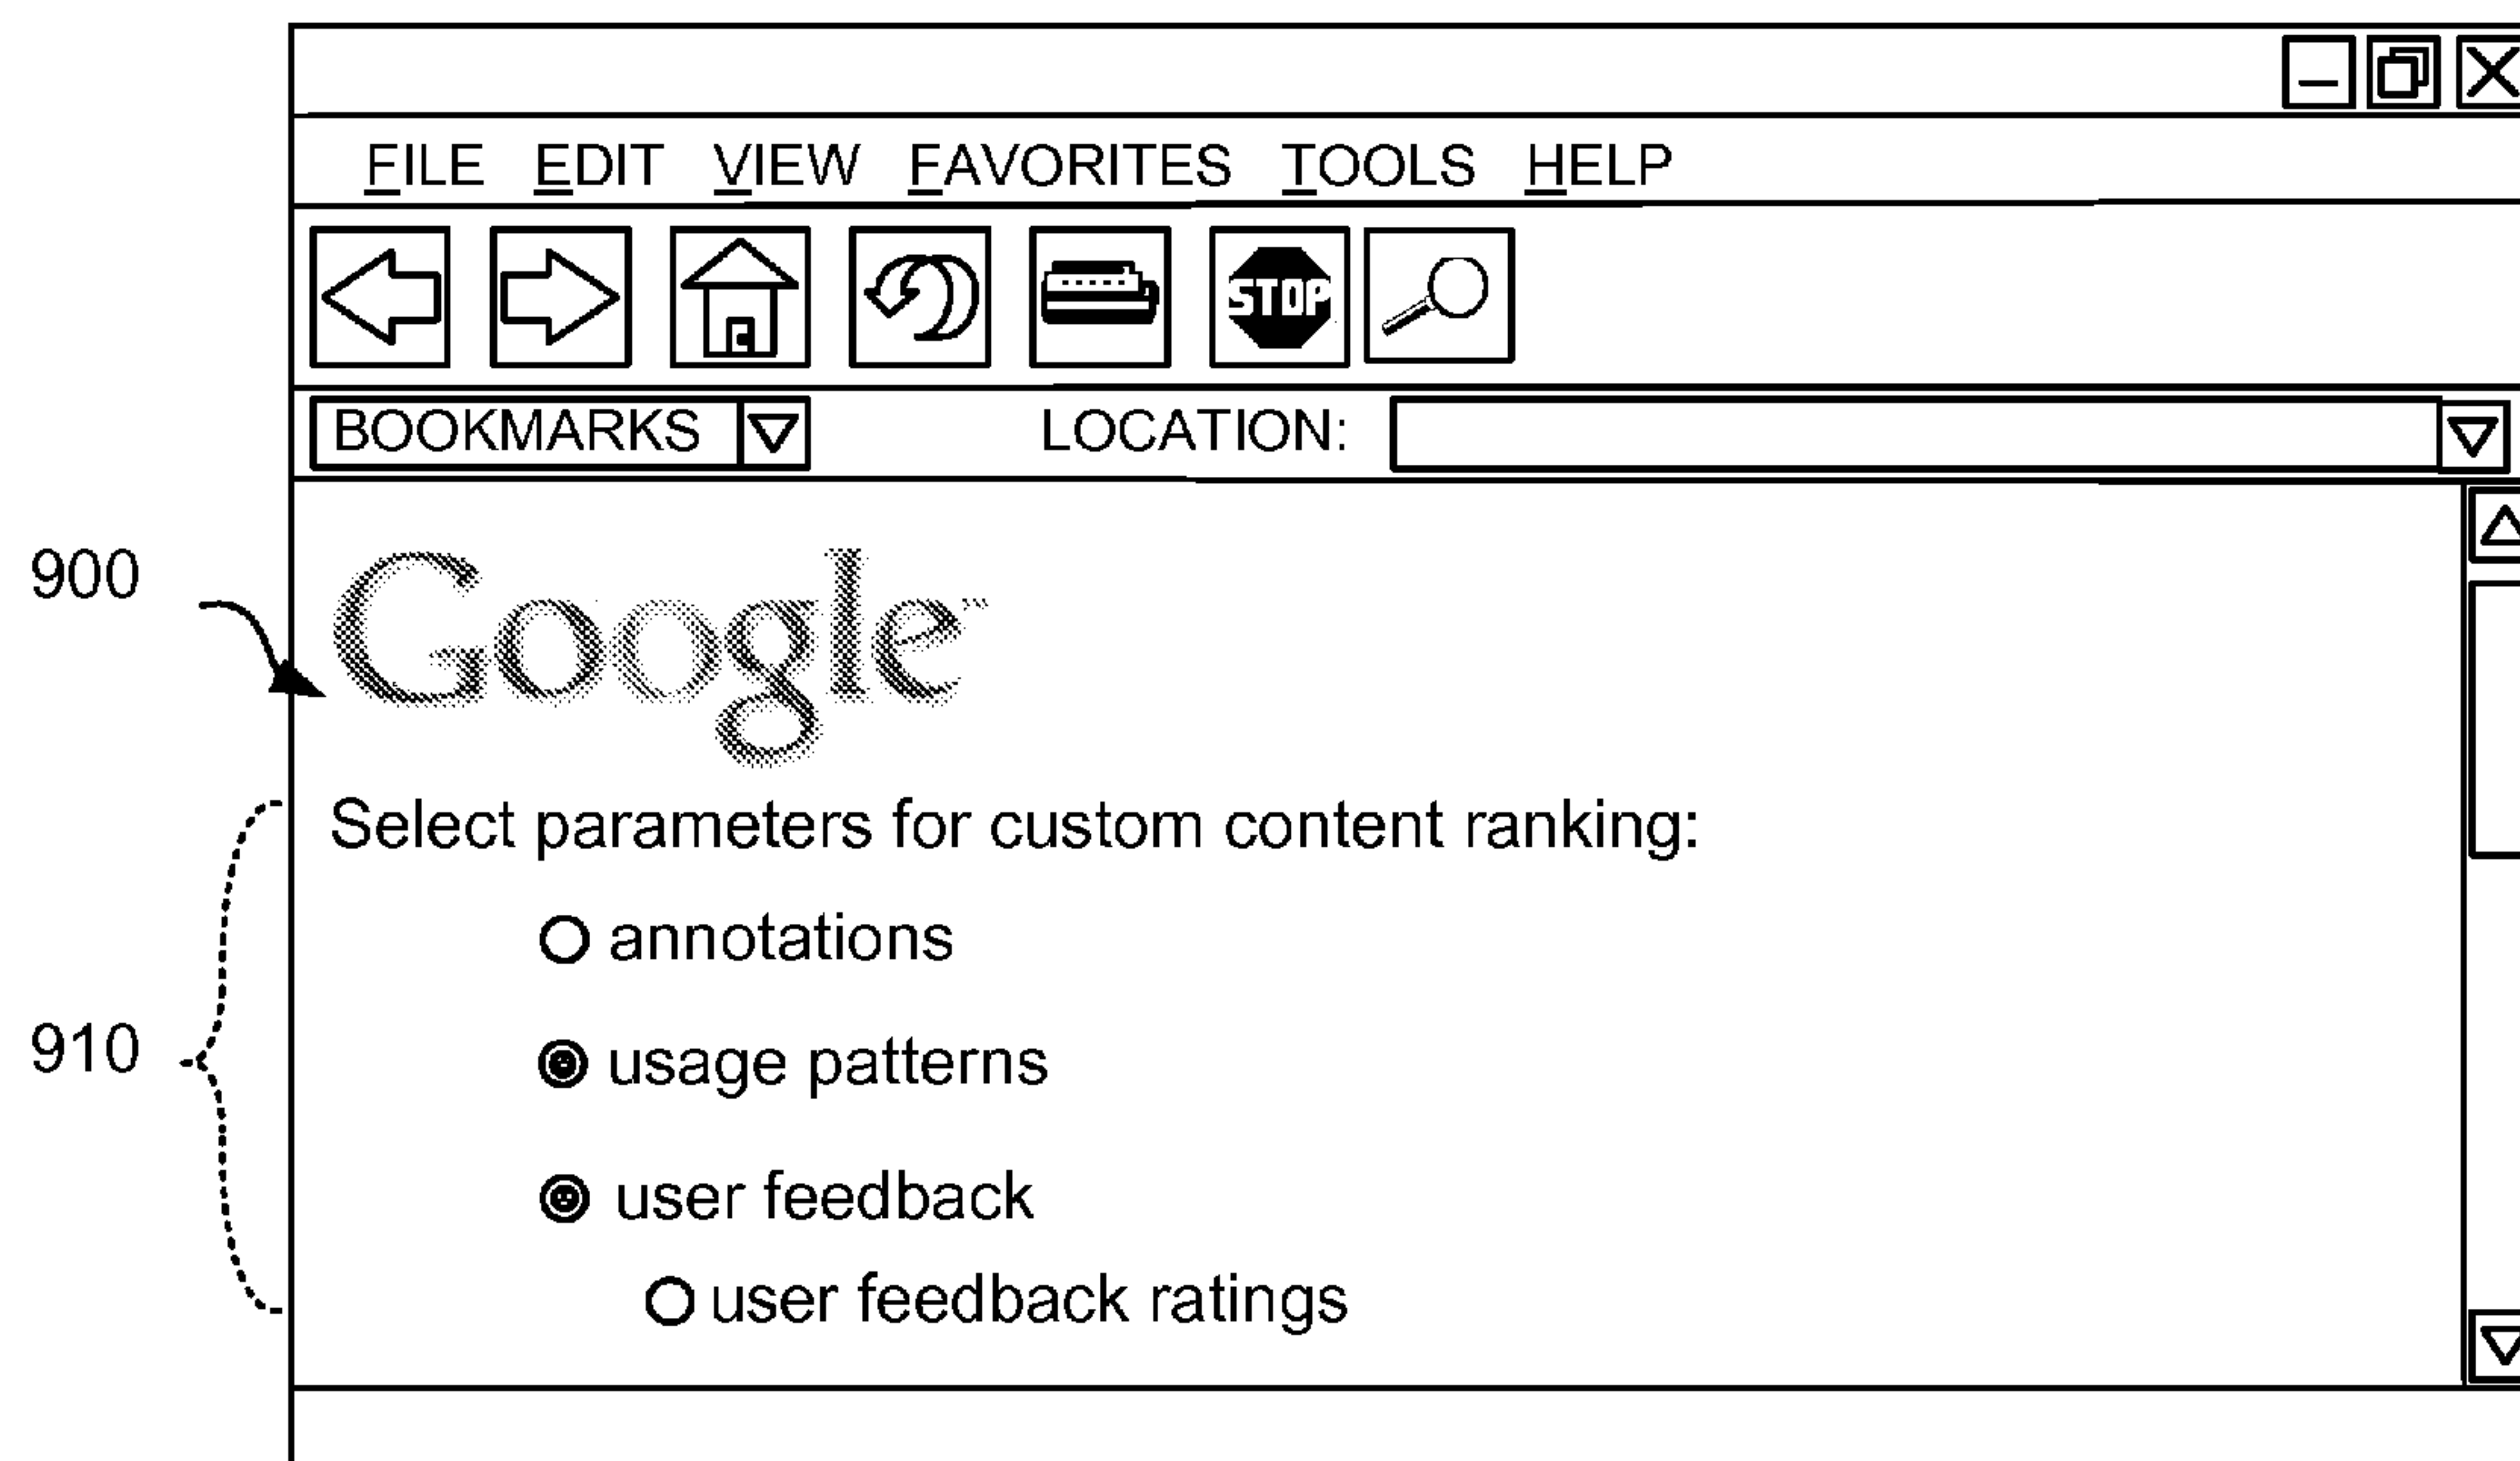 FILE EDIT VIEW FAVORITES TOOLS HELP
STOP
BOOKMARKS LOCATION:
900
Google™
Select parameters for custom content ranking:
annotations
910
usage patterns
user feedback
user feedback ratings